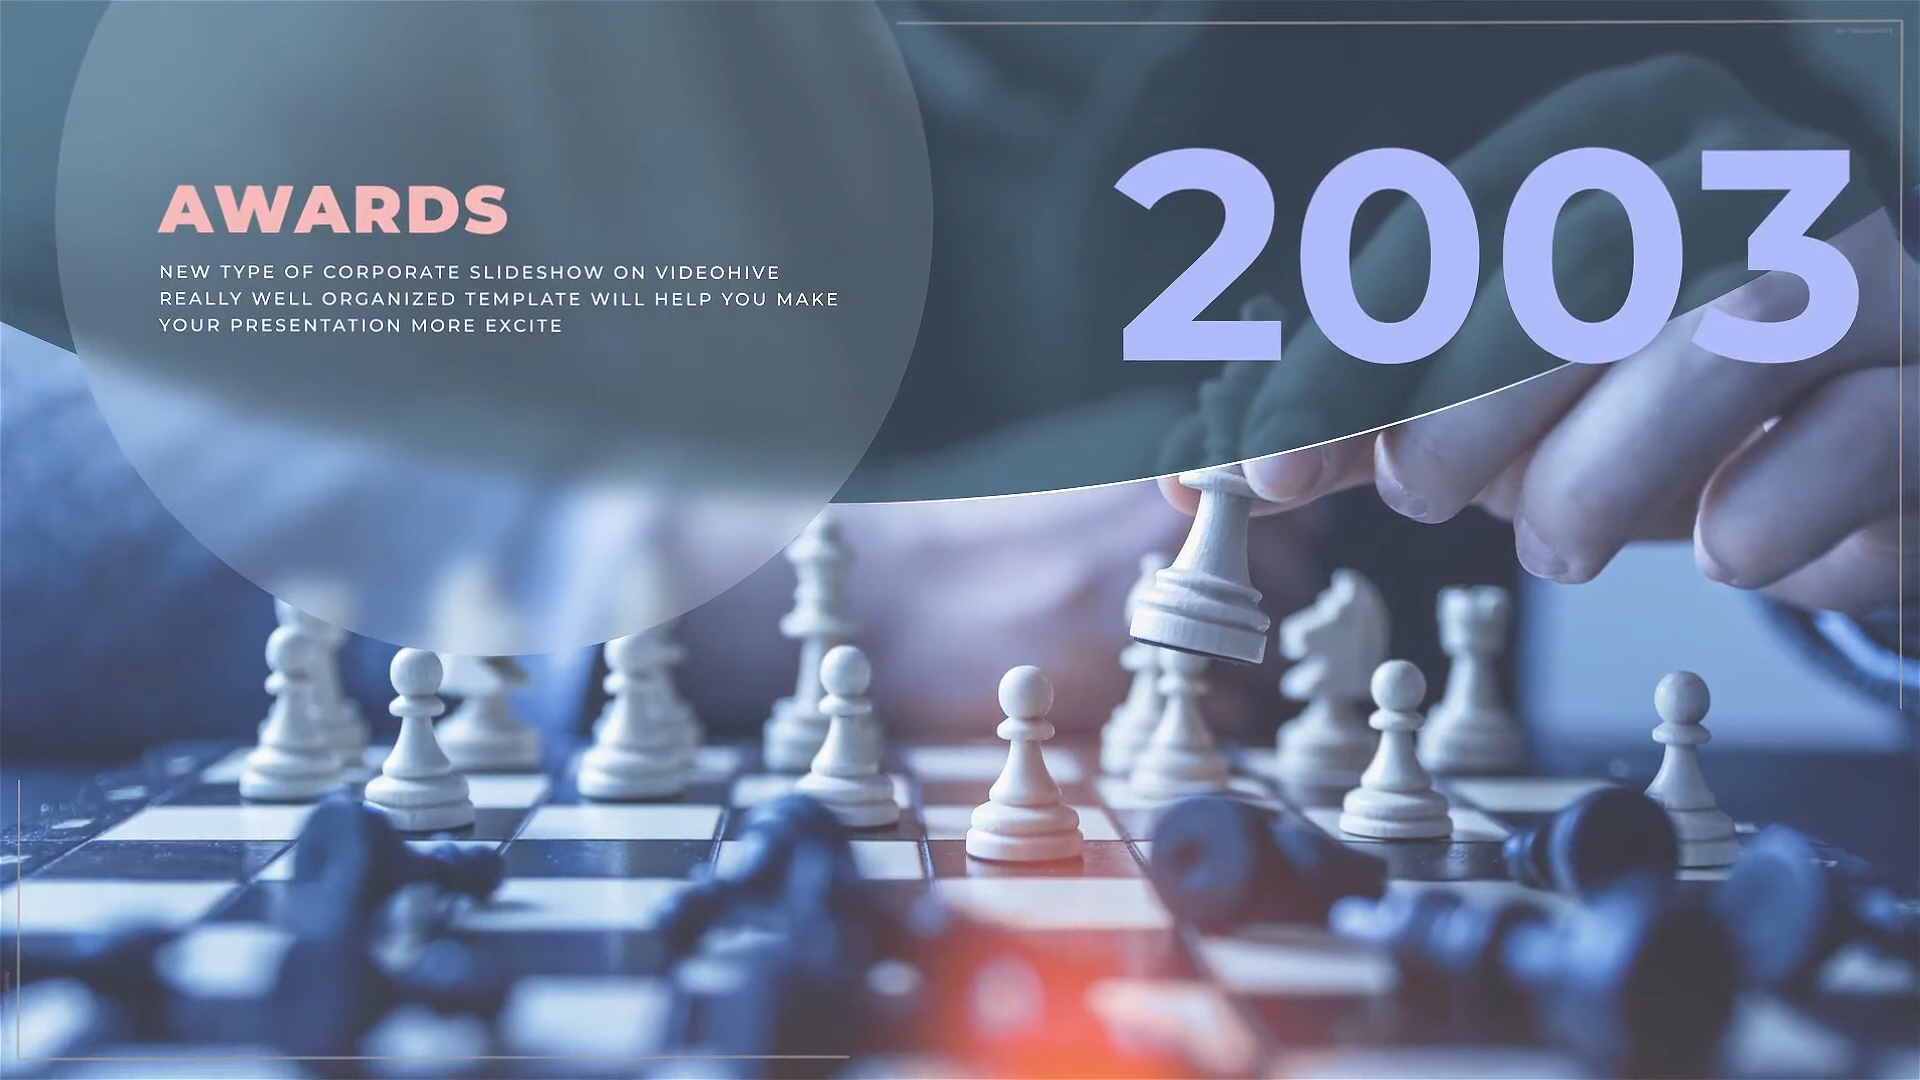 AWARDS
NEW TYPE OF CORPORATE SLIDESHOW ON VIDEOHIVE
REALLY WELL ORGANIZED TEMPLATE WILL HELP YOU MAKE
YOUR PRESENTATION MORE EXCITE
2003